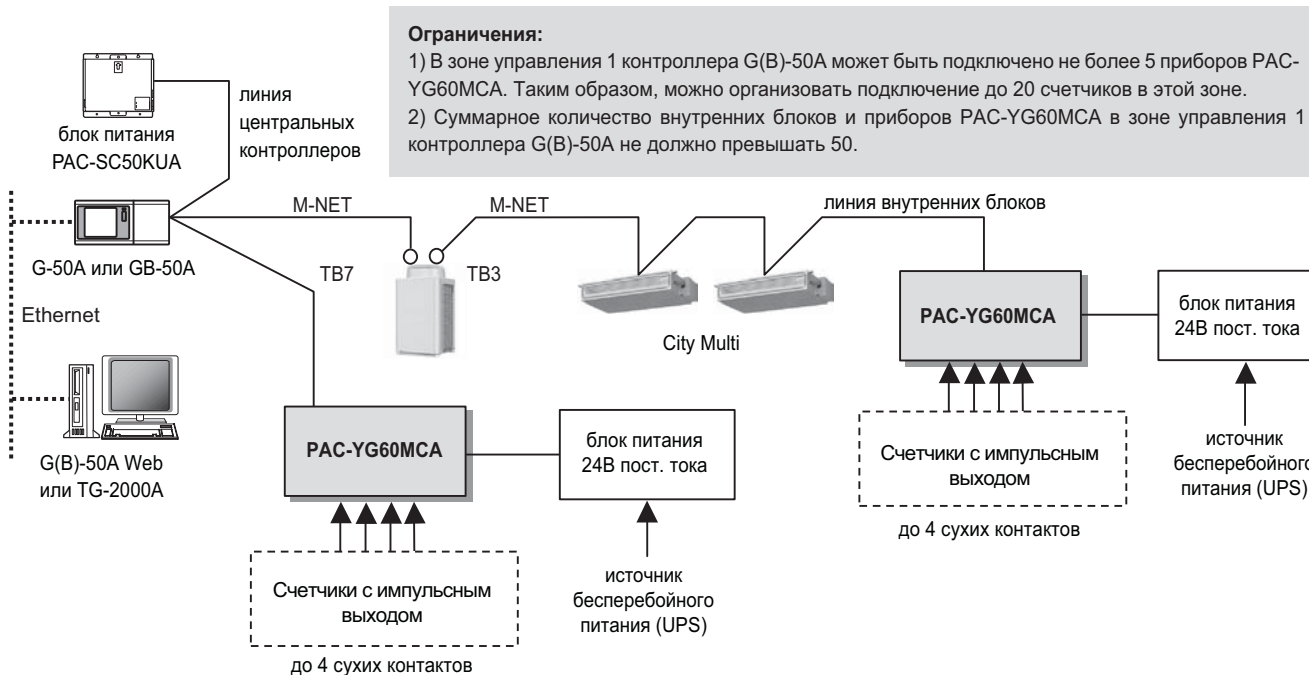 Ограничения:
1) В зоне управления 1 контроллера G(B)-50A может быть подключено не более 5 приборов PAC-
YG60MCA. Таким образом, можно организовать подключение до 20 счетчиков в этой зоне.
2) Суммарное количество внутренних блоков и приборов PAC-YG60MCA в зоне управления 1
контроллера G(B)-50A не должно превышать 50.
блок питания
PAC-SC50KUA
линия
центральных
контроллеров
M-NET
M-NET
линия внутренних блоков
G-50A или GB-50A
TB7
TB3
City Multi
PAC-YG60MCA
блок питания
24В пост. тока
Ethernet
G(B)-50A Web
или TG-2000A
PAC-YG60MCA
блок питания
24В пост. тока
Счетчики с импульсным
выходом
до 4 сухих контактов
источник
бесперебойного
питания (UPS)
Счетчики с импульсным
выходом
до 4 сухих контактов
источник
бесперебойного
питания (UPS)